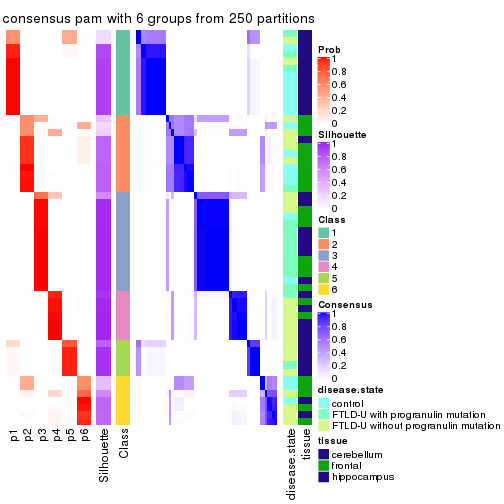 consensus pam with 6 groups from 250 partitions
Prob
1
0.8
0.6
0.4
0.2
0
Silhouette
1
0.8
0.6
0.4
0.2
0
Class
1
2
3
4
5
6
Consensus
1
0.8
0.6
0.4
0.2
0
disease.state
control
FTLD-U with progranulin mutation
FTLD-U without progranulin mutation
tissue
cerebellum
frontal
hippocampus
p1
p2
p3
p4
p5
p6
Silhouette
Class
disease.state
tissue